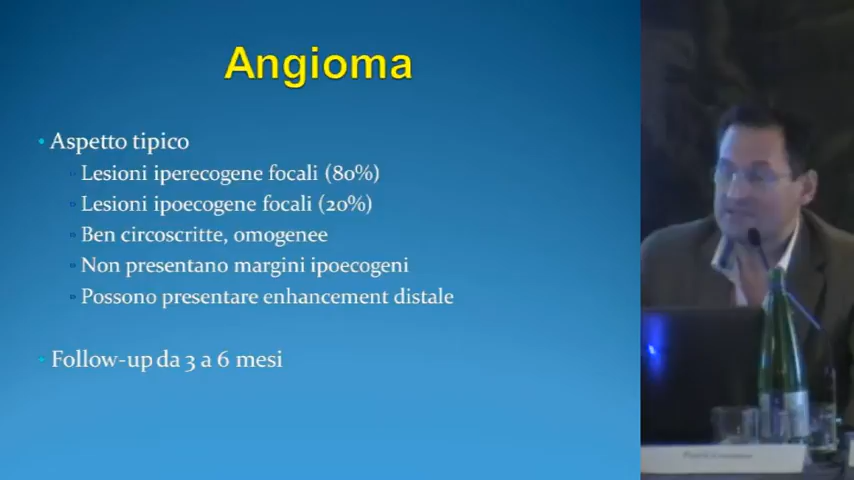 Angioma
• Aspetto tipico
Lesioni iperecogene focali (80%)
Lesioni ipoecogene focali (20%)
Ben circoscritte, omogenee
Non presentano margini ipoecogeni
Possono presentare enhancement distale
• Follow-up da 3 a 6 mesi